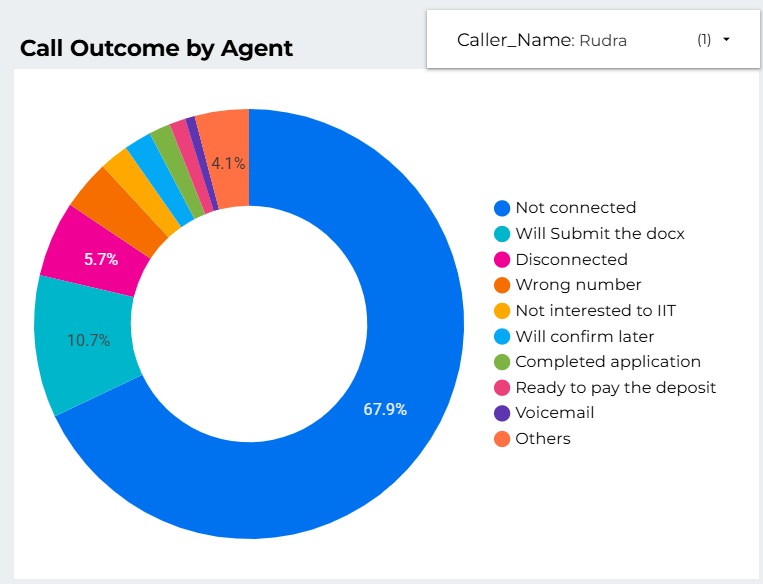 Call Outcome by Agent
Caller_Name: Rudra (1)
4.1%
5.7%
10.7%
67.9%
Not connected
Will Submit the docx
Disconnected
Wrong number
Not interested to IIT
Will confirm later
Completed application
Ready to pay the deposit
Voicemail
Others